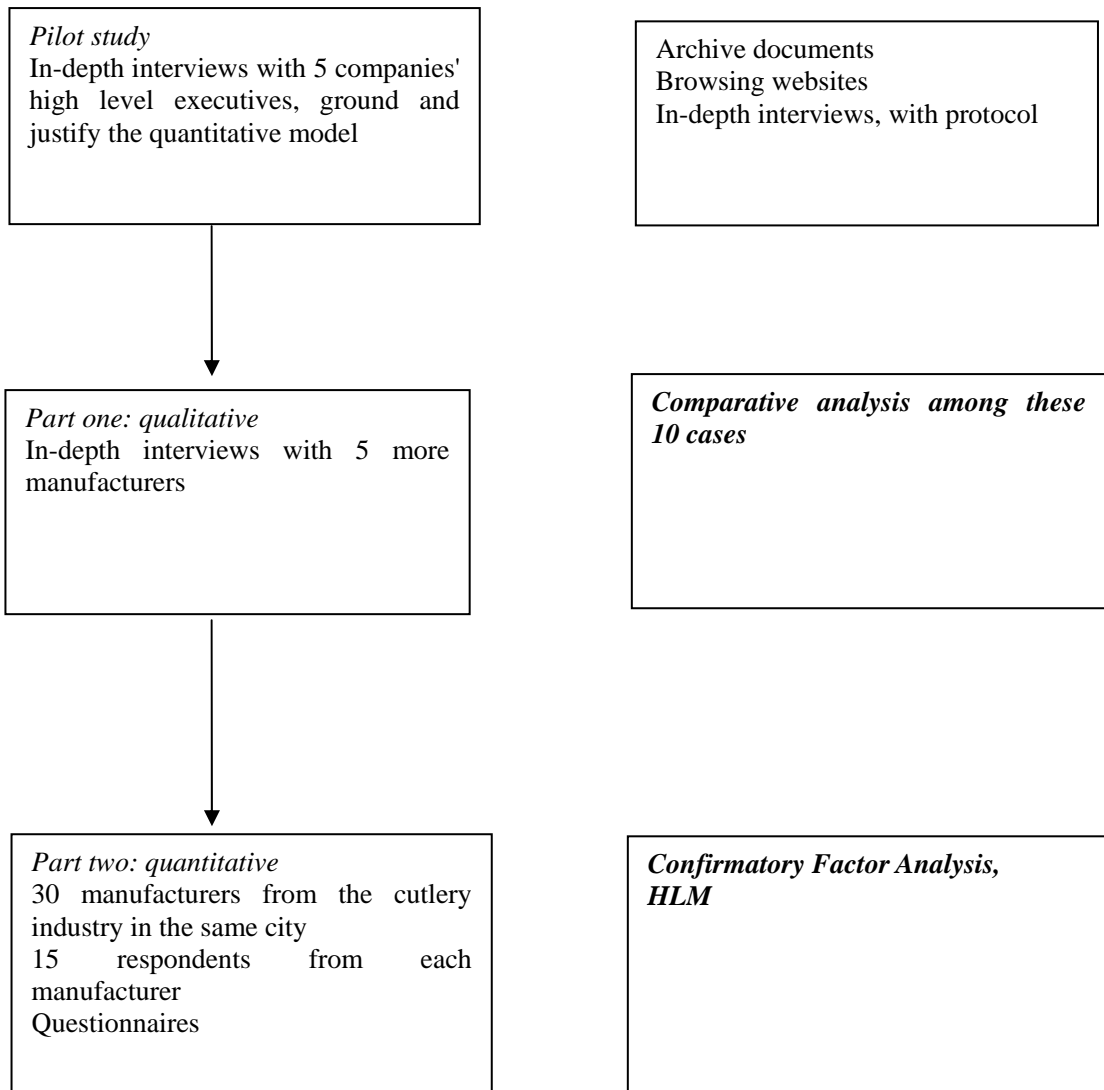 Pilot study
In-depth interviews with 5 companies'
high level executives, ground and
justify the quantitative model
Archive documents
Browsing websites
In-depth interviews, with protocol
Part one: qualitative
In-depth interviews with 5 more
manufacturers
Comparative analysis among these
10 cases
Part two: quantitative
30 manufacturers from the cutlery
industry in the same city
15 respondents from each
manufacturer
Questionnaires
Confirmatory Factor Analysis,
HLM